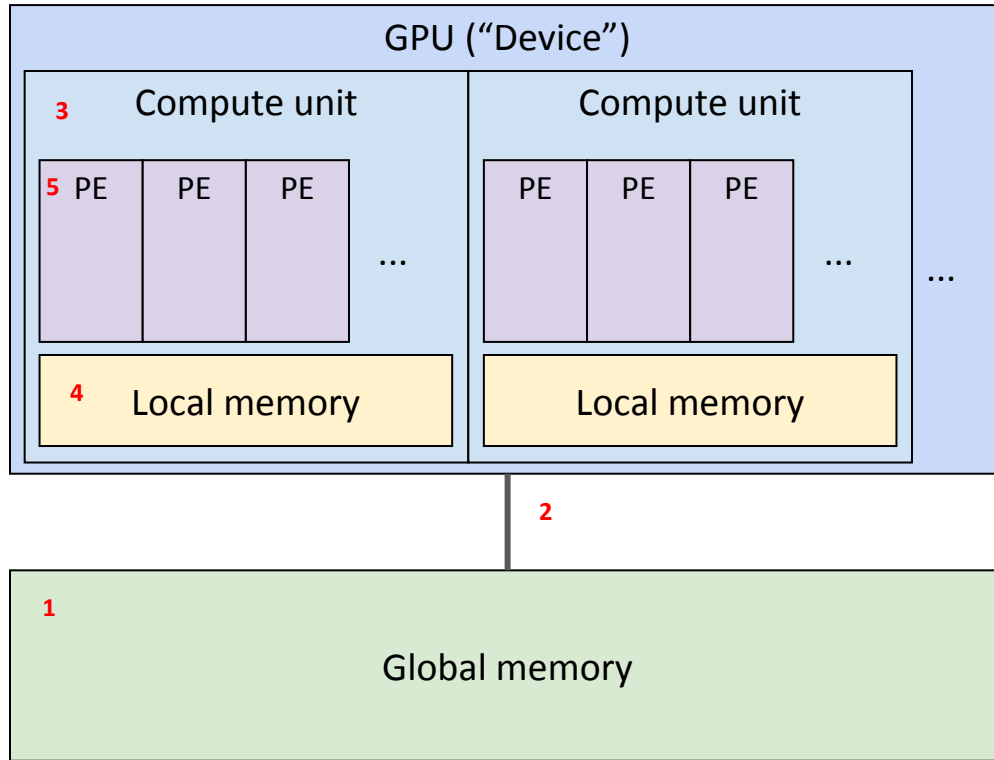 GPU (“Device”)
3
Compute unit
Compute unit
5
PE
PE
PE
...
PE
PE
PE
...
...
4
Local memory
Local memory
2
1
Global memory